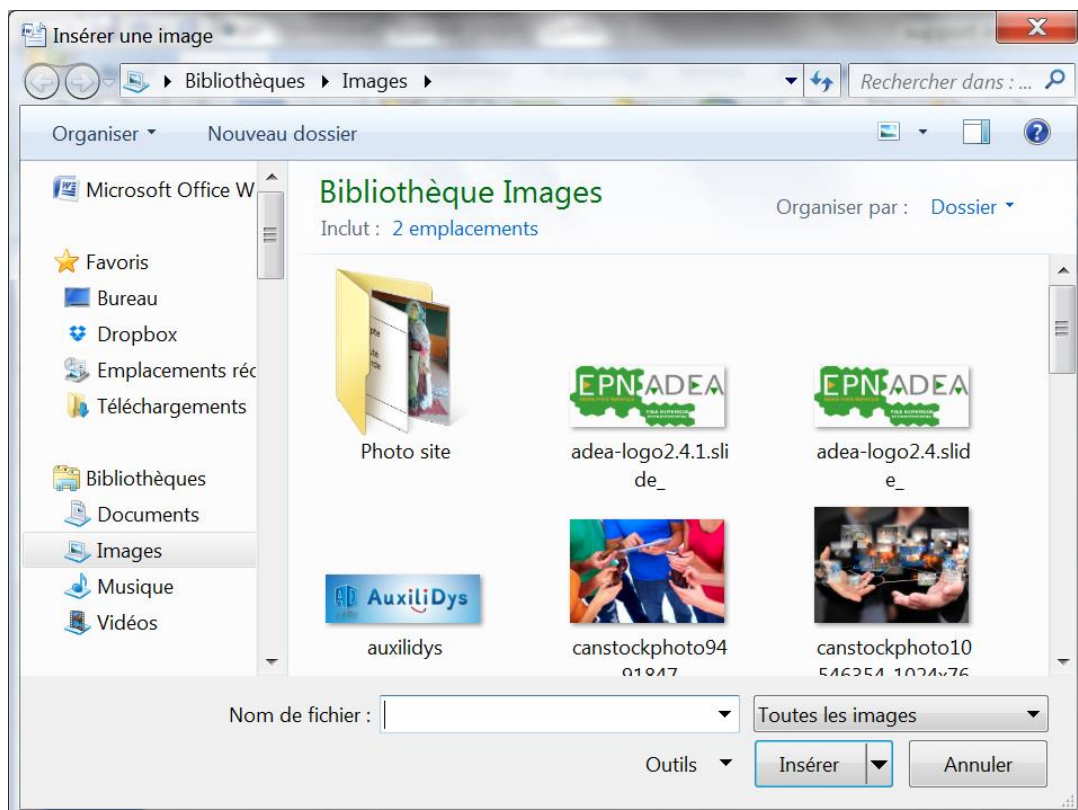 Insérer une image
Bibliothèques Images
Rechercher dans : ...
Organiser
Nouveau dossier
Microsoft Office W
Favoris
Bureau
Dropbox
Emplacements réc
Téléchargements
Bibliothèques
Documents
Images
Musique
Vidéos
Bibliothèque Images
Inclut : 2 emplacements
Organiser par : Dossier
Photo site
EPN ADEA
adea-logo2.4.1.sli
de_
EPN ADEA
adea-logo2.4.slid
e_
AuxiliDys
auxilidys
canstockphoto94
91847
canstockphoto10
546354-1024x76
Nom de fichier :
Toutes les images
Outils
Insérer
Annuler